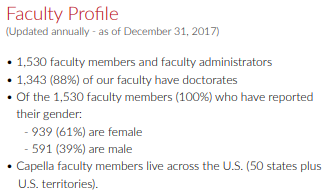 Faculty Profile
(Updated annually - as of December 31, 2017)
• 1,530 faculty members and faculty administrators
• 1,343 (88%) of our faculty have doctorates
• Of the 1,530 faculty members (100%) who have reported
their gender:
- 939 (61%) are female
- 591 (39%) are male
• Capella faculty members live across the U.S. (50 states plus
U.S. territories).